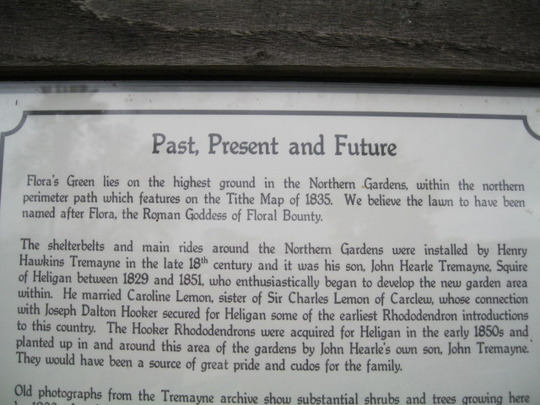 Past, Present and Future
Flora's Green lies on the highest ground in the Northern Gardens, within the northern
perimeter path which features on the Tithe Map of 1835. We believe the lawn to have been
named after Flora, the Roman Goddess of Floral Bounty.
The shelterbelts and main rides around the Northern Gardens were installed by Henry
Hawkins Tremayne in the late 18th century and it was his son, John Hearle Tremayne, Squire
of Heligan between 1829 and 1851, who enthusiastically began to develop the new garden area
within. He married Caroline Lemon, sister of Sir Charles Lemon of Carclew, whose connection
with Joseph Dalton Hooker secured for Heligan some of the earliest Rhododendron introductions
to this country. The Hooker Rhododendrons were acquired for Heligan in the early 1850s and
planted up in and around this area of the gardens by John Hearle's own son, John Tremayne.
They would have been a source of great pride and cudos for the family.
Old photographs from the Tremayne archive show substantial shrubs and trees growing here